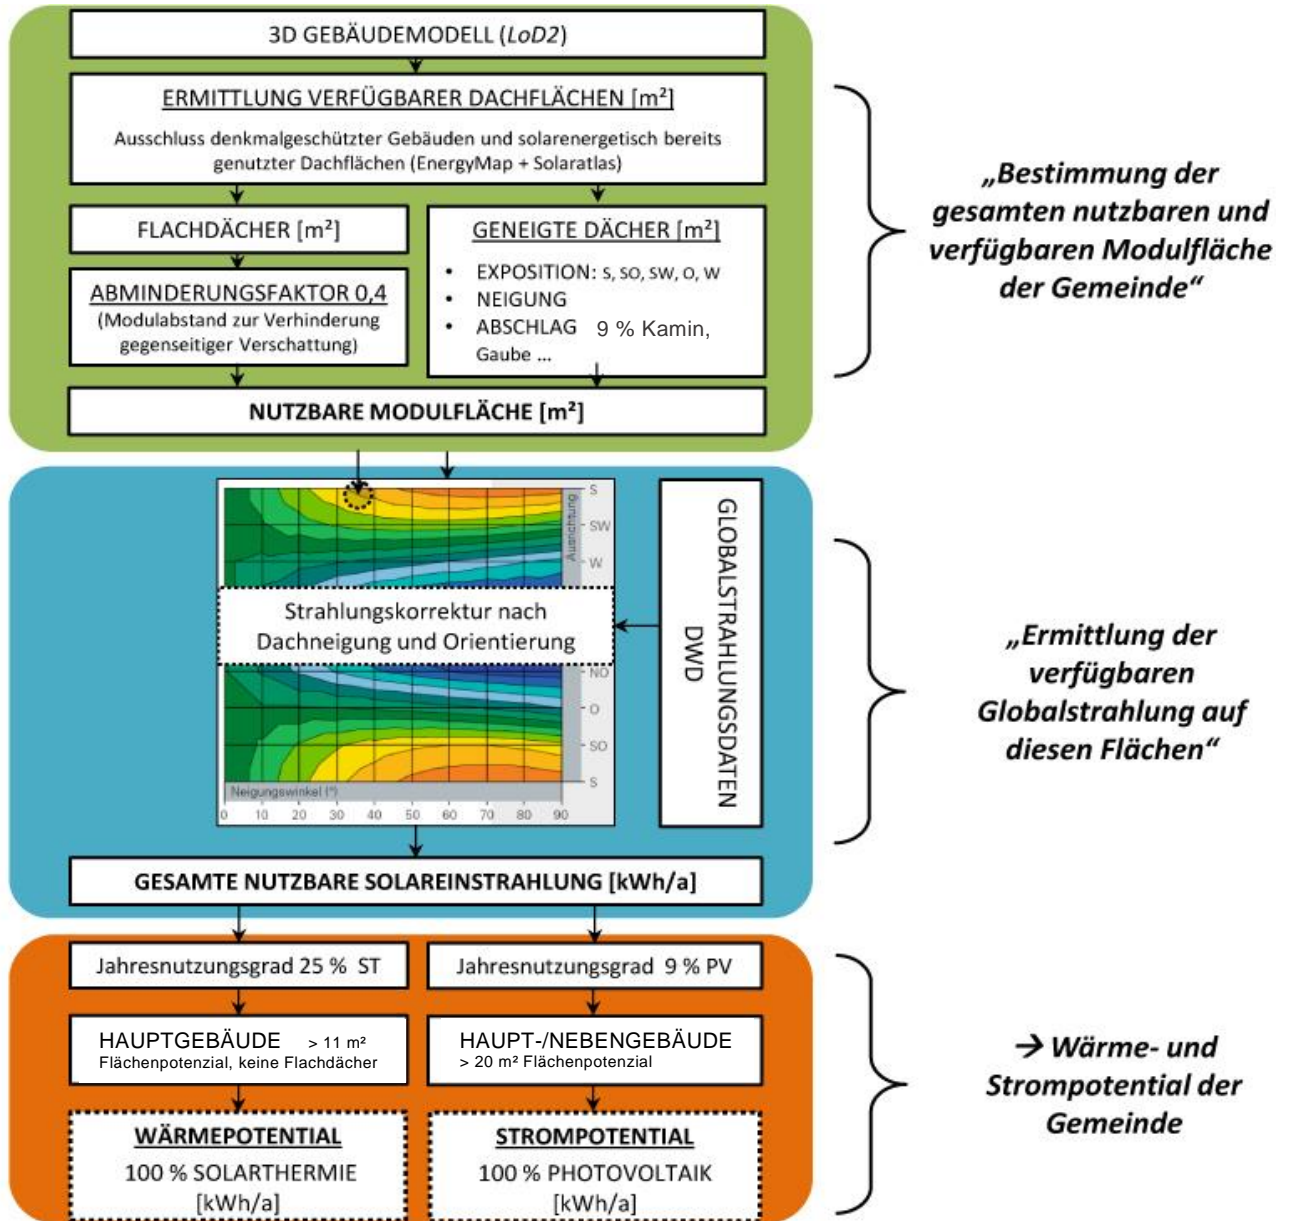 3D GEBÄUDEMODELL (LoD2)
ERMITTLUNG VERFÜGBARER DACHFLÄCHEN [m²]
Ausschluss denkmalgeschützter Gebäuden und solarenergetisch bereits
genutzter Dachflächen (EnergyMap + Solaratlas)
FLACHDÄCHER [m²]
ABMINDERUNGSFAKTOR 0,4
(Modulabstand zur Verhinderung
gegenseitiger Verschattung)
GENEIGTE DÄCHER [m²]
• EXPOSITION: S, SO, SW, O, W
• NEIGUNG
• ABSCHLAG 9 % Kamin,
Gaube ...
NUTZBARE MODULFLÄCHE [m²]
„Bestimmung der
gesamten nutzbaren und
verfügbaren Modulfläche
der Gemeinde“
S
SW
W
Ausrichtung
Strahlungskorrektur nach
Dachneigung und Orientierung
NO
O
SO
S
Neigungswinkel (°)
0 10 20 30 40 50 60 70 80 90
GLOBALSTRAHLUNGSDATEN
DWD
GESAMTE NUTZBARE SOLAREINSTRAHLUNG [kWh/a]
„Ermittlung der
verfügbaren
Globalstrahlung auf
diesen Flächen“
Jahresnutzungsgrad 25 % ST
HAUPTGEBÄUDE > 11 m²
Flächenpotenzial, keine Flachdächer
WÄRMEPOTENTIAL
100 % SOLARTHERMIE
[kWh/a]
Jahresnutzungsgrad 9 % PV
HAUPT-/NEBENGEBÄUDE
> 20 m² Flächenpotenzial
STROMPOTENTIAL
100 % PHOTOVOLTAIK
[kWh/a]
→ Wärme- und
Strompotential der
Gemeinde